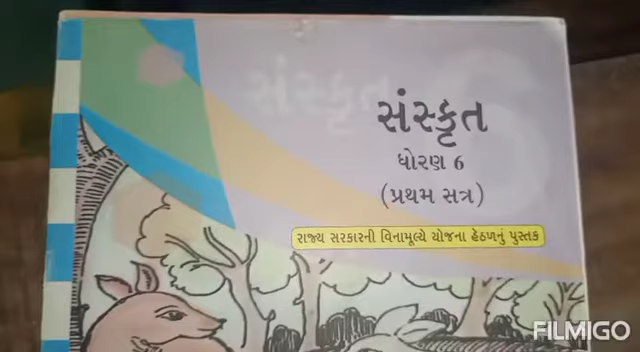 સંસ્કૃત
સંસ્કૃત
ધોરણ 6
(પ્રથમ સત્ર)
રાજ્ય સરકારની વિનામૂલ્યે યોજના હેઠળનું પુસ્તક
FILMIGO